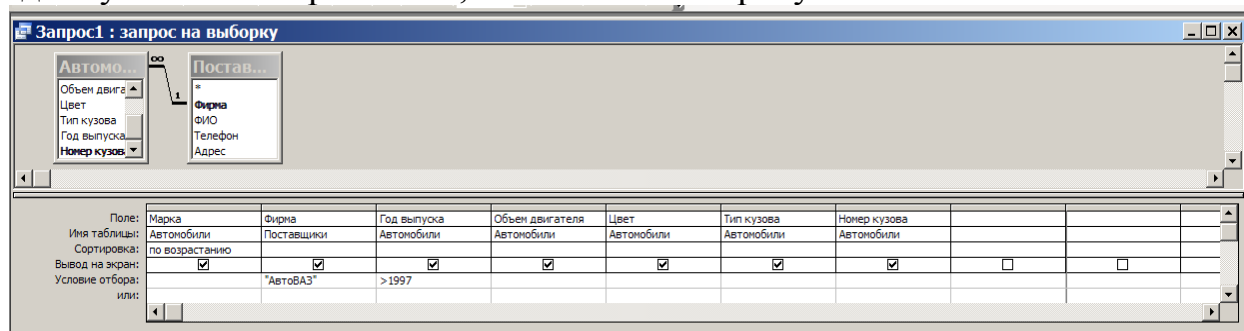 Запрос1 : запрос на выборку
Автомо... ∞ Постав...
1
Объем двига
Цвет
Тип кузова
Год выпуска
Номер кузов
*
Фирма
ФИО
Телефон
Адрес
Поле: Марка Фирма Год выпуска Объем двигателя Цвет Тип кузова Номер кузова
Имя таблицы: Автомобили Поставщики Автомобили Автомобили Автомобили Автомобили Автомобили
Сортировка: по возрастанию
Вывод на экран:
Условие отбора: "АвтоВАЗ" >1997
или: